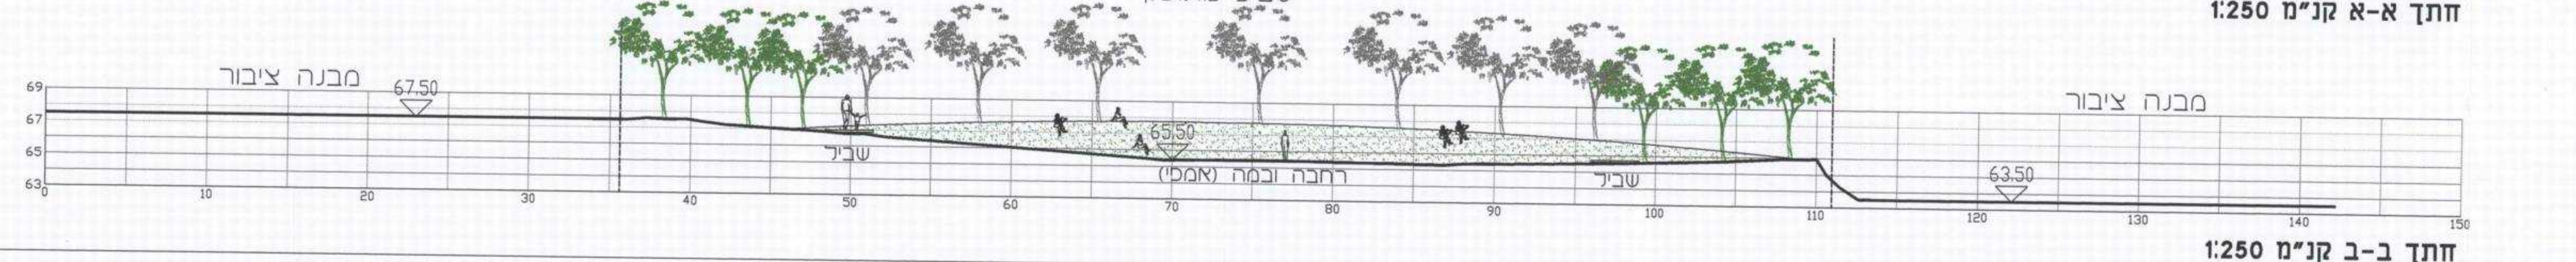 חתך א-א קנ"מ 1:250
מבנה ציבור
67.50
מבנה ציבור
69
67
65
63
שביל
65.50
רחבה ובמה (אמפי)
שביל
63.50
0 10 20 30 40 50 60 70 80 90 100 110 120 130 140 150
חתך ב-ב קנ"מ 1:250